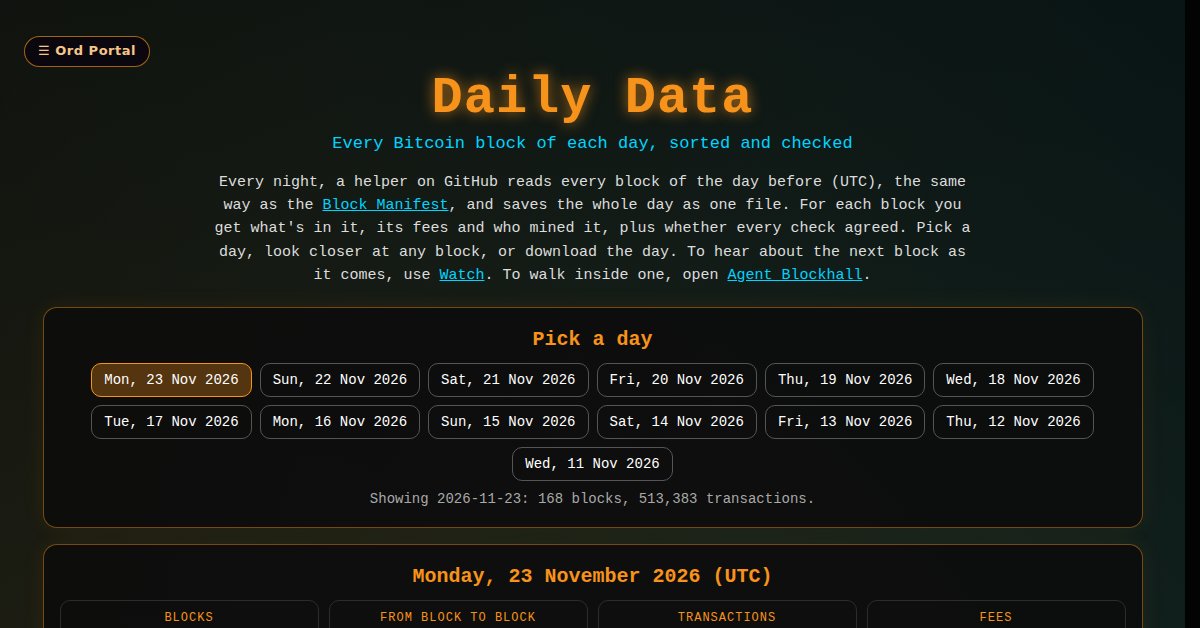 ☰ Ord Portal
Daily Data
Every Bitcoin block of each day, sorted and checked
Every night, a helper on GitHub reads every block of the day before (UTC), the same
way as the Block Manifest, and saves the whole day as one file. For each block you
get what's in it, its fees and who mined it, plus whether every check agreed. Pick a
day, look closer at any block, or download the day. To hear about the next block as
it comes, use Watch. To walk inside one, open Agent Blockhall.
Pick a day
Mon, 23 Nov 2026 Sun, 22 Nov 2026 Sat, 21 Nov 2026 Fri, 20 Nov 2026 Thu, 19 Nov 2026 Wed, 18 Nov 2026
Tue, 17 Nov 2026 Mon, 16 Nov 2026 Sun, 15 Nov 2026 Sat, 14 Nov 2026 Fri, 13 Nov 2026 Thu, 12 Nov 2026
Wed, 11 Nov 2026
Showing 2026-11-23: 168 blocks, 513,383 transactions.
Monday, 23 November 2026 (UTC)
BLOCKS FROM BLOCK TO BLOCK TRANSACTIONS FEES